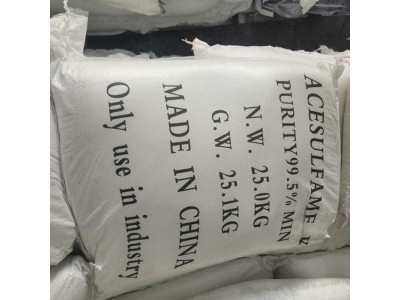 ACESULFAME K
PURITY99.5% MIN
N.W. 25.0KG
G.W. 25.1KG
MADE IN CHINA
Only use in industry